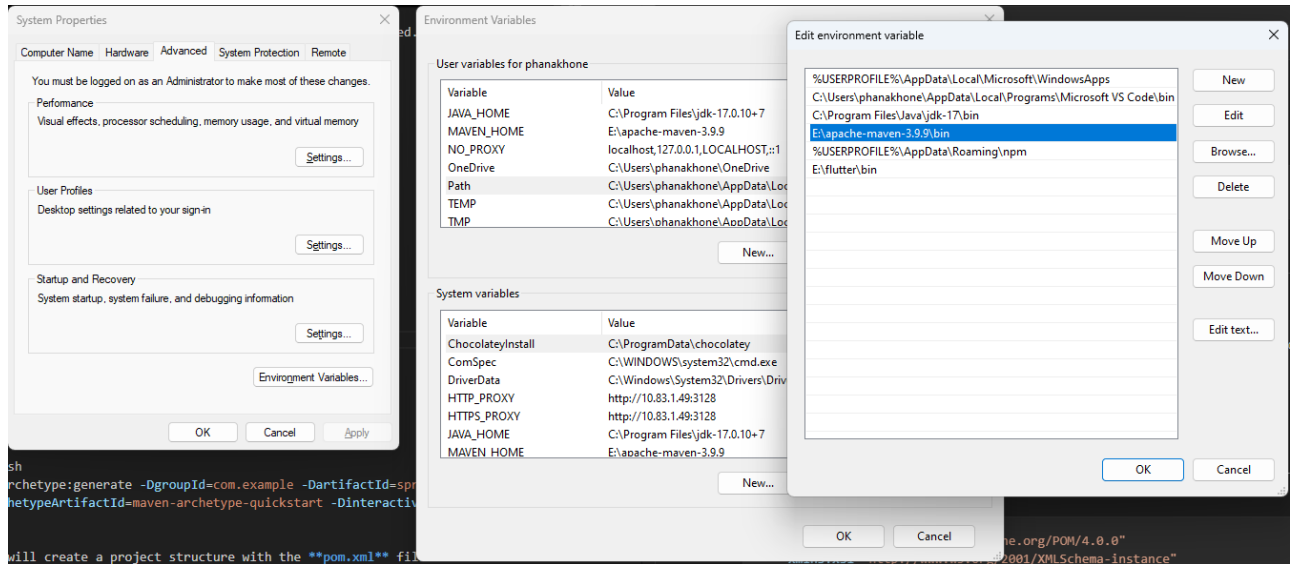 System Properties
Computer Name Hardware Advanced System Protection Remote
You must be logged on as an Administrator to make most of these changes.
Performance
Visual effects, processor scheduling, memory usage, and virtual memory
Settings...
User Profiles
Desktop settings related to your sign-in
Settings...
Startup and Recovery
System startup, system failure, and debugging information
Settings...
Environment Variables...
OK Cancel Apply
ed.
sh
rchetype:generate -DgroupId=com.example -DartifactId=spr
hetypeArtifactId=maven-archetype-quickstart -Dinteractiv
will create a project structure with the **pom.xml** fil
Environment Variables
User variables for phanakhone
Variable Value
JAVA_HOME C:\Program Files\jdk-17.0.10+7
MAVEN_HOME E:\apache-maven-3.9.9
NO_PROXY localhost,127.0.0.1,LOCALHOST,::1
OneDrive C:\Users\phanakhone\OneDrive
Path C:\Users\phanakhone\AppData\Loc
TEMP C:\Users\phanakhone\AppData\Loc
TMP C:\Users\phanakhone\AppData\Loc
New...
System variables
Variable Value
ChocolateyInstall C:\ProgramData\chocolatey
ComSpec C:\WINDOWS\system32\cmd.exe
DriverData C:\Windows\System32\Drivers\Driv
HTTP_PROXY http://10.83.1.49:3128
HTTPS_PROXY http://10.83.1.49:3128
JAVA_HOME C:\Program Files\jdk-17.0.10+7
MAVEN_HOME E:\apache-maven-3.9.9
New...
OK Cancel
Edit environment variable
%USERPROFILE%\AppData\Local\Microsoft\WindowsApps
C:\Users\phanakhone\AppData\Local\Programs\Microsoft VS Code\bin
C:\Program Files\Java\jdk-17\bin
E:\apache-maven-3.9.9\bin
%USERPROFILE%\AppData\Roaming\npm
E:\flutter\bin
New
Edit
Browse...
Delete
Move Up
Move Down
Edit text...
OK Cancel
ne.org/POM/4.0.0"
2001/XMLSchema-instance"